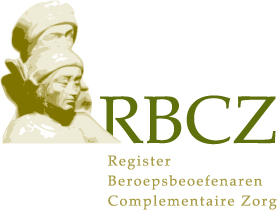 RBCZ
Register
Beroepsbeoefenaren
Complementaire Zorg